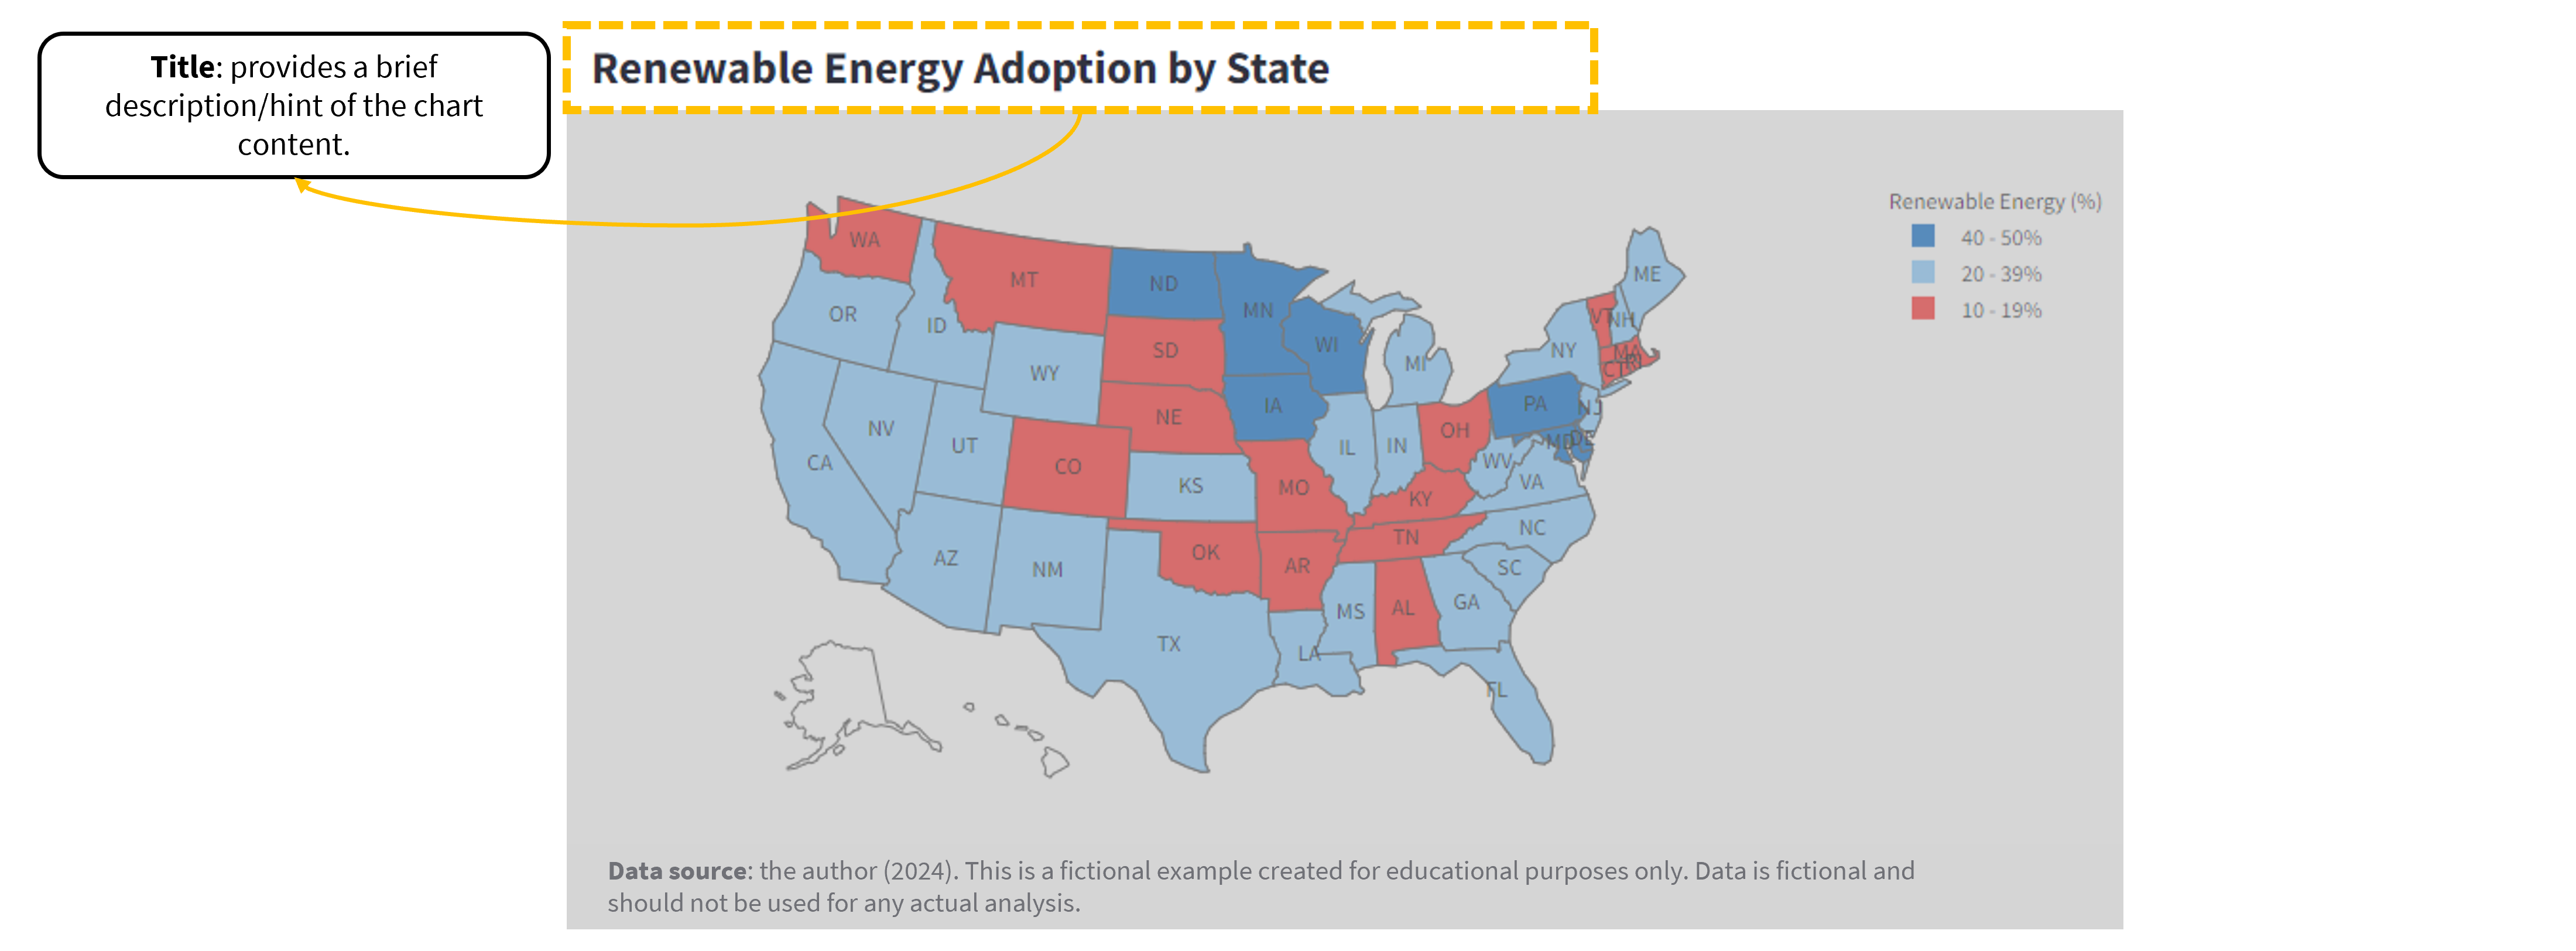 Title: provides a brief
description/hint of the chart
content.
Renewable Energy Adoption by State
Renewable Energy (%)
40 - 50%
20 - 39%
10 - 19%
WA
MT
ND
MN
ME
OR
ID
SD
WI
VT
NH
WY
MI
NY
MA
RI
CT
NE
IA
PA
NJ
NV
UT
CO
IL
IN
OH
MD
DE
CA
KS
MO
KY
WV
VA
AZ
NM
OK
AR
TN
NC
SC
TX
LA
MS
AL
GA
FL
Data source: the author (2024). This is a fictional example created for educational purposes only. Data is fictional and
should not be used for any actual analysis.